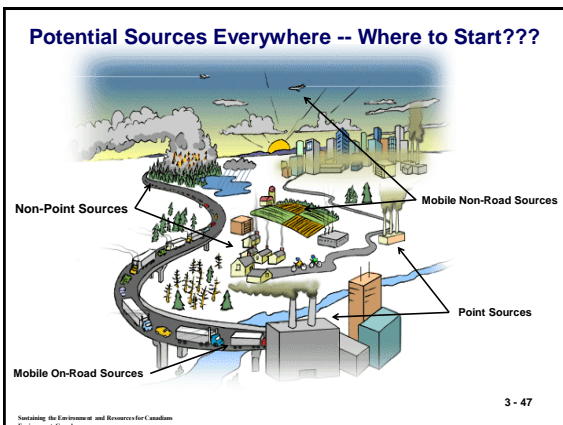 Potential Sources Everywhere -- Where to Start???
Mobile Non-Road Sources
Non-Point Sources
Point Sources
Mobile On-Road Sources
3 - 47
Sustaining the Environment and Resources for Canadians